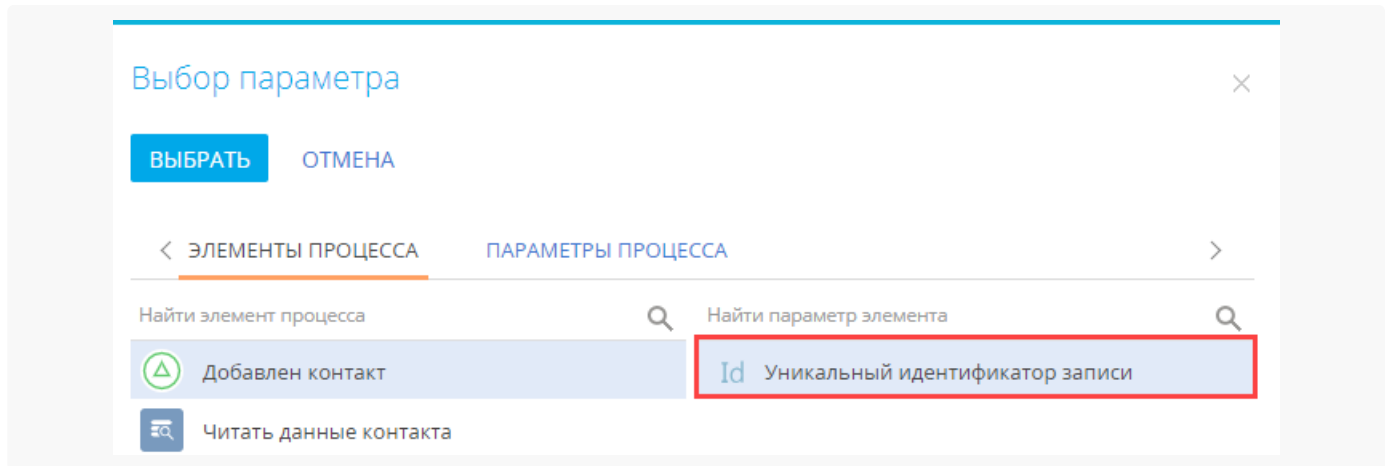 Выбор параметра
ВЫБРАТЬ ОТМЕНА
ЭЛЕМЕНТЫ ПРОЦЕССА ПАРАМЕТРЫ ПРОЦЕССА
Найти элемент процесса Найти параметр элемента
Добавлен контакт Id Уникальный идентификатор записи
Читать данные контакта